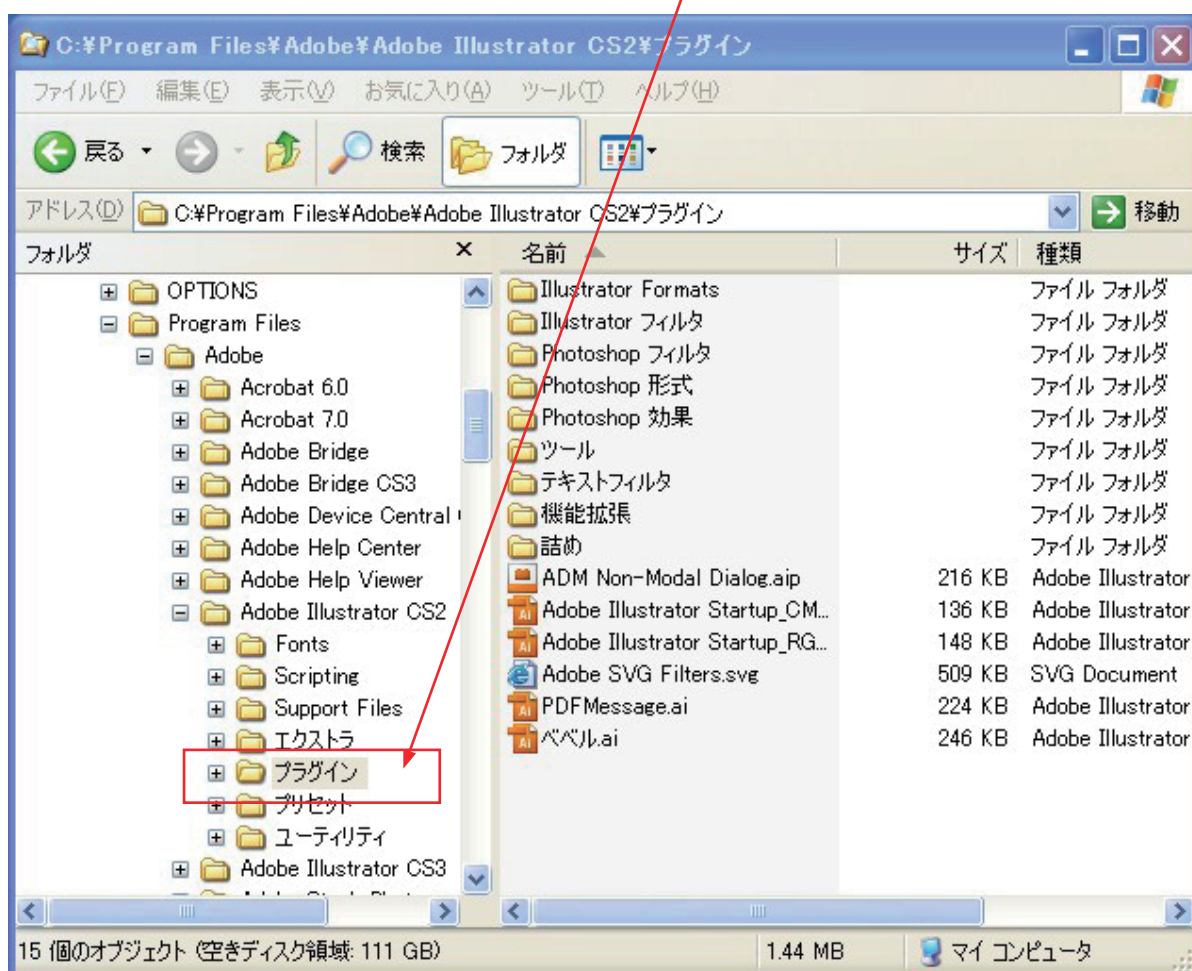 C:¥Program Files¥Adobe¥Adobe Illustrator CS2¥プラグイン
ファイル(F) 編集(E) 表示(V) お気に入り(A) ツール(T) ヘルプ(H)
戻る 検索 フォルダ
アドレス(D) C:¥Program Files¥Adobe¥Adobe Illustrator CS2¥プラグイン 移動
フォルダ
OPTIONS
Program Files
Adobe
Acrobat 6.0
Acrobat 7.0
Adobe Bridge
Adobe Bridge CS3
Adobe Device Central
Adobe Help Center
Adobe Help Viewer
Adobe Illustrator CS2
Fonts
Scripting
Support Files
エクストラ
プラグイン
プリセット
ユーティリティ
Adobe Illustrator CS3
名前 サイズ 種類
Illustrator Formats ファイル フォルダ
Illustrator フィルタ ファイル フォルダ
Photoshop フィルタ ファイル フォルダ
Photoshop 形式 ファイル フォルダ
Photoshop 効果 ファイル フォルダ
ツール ファイル フォルダ
テキストフィルタ ファイル フォルダ
機能拡張 ファイル フォルダ
詰め ファイル フォルダ
ADM Non-Modal Dialog.aip 216 KB Adobe Illustrator
Adobe Illustrator Startup_CM... 136 KB Adobe Illustrator
Adobe Illustrator Startup_RG... 148 KB Adobe Illustrator
Adobe SVG Filters.svg 509 KB SVG Document
PDFMessage.ai 224 KB Adobe Illustrator
ベベル.ai 246 KB Adobe Illustrator
15 個のオブジェクト (空きディスク領域: 111 GB) 1.44 MB マイ コンピュータ